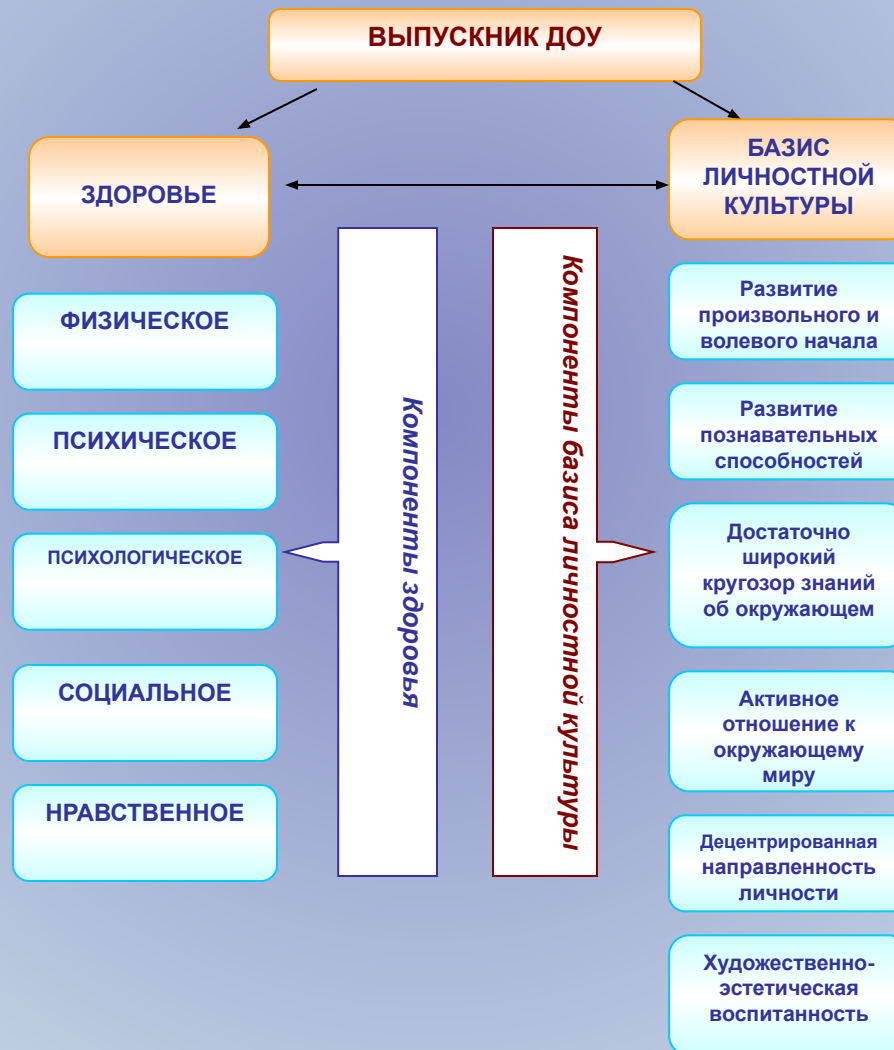 ВЫПУСКНИК ДОУ
ЗДОРОВЬЕ
БАЗИС
ЛИЧНОСТНОЙ
КУЛЬТУРЫ
ФИЗИЧЕСКОЕ
ПСИХИЧЕСКОЕ
ПСИХОЛОГИЧЕСКОЕ
СОЦИАЛЬНОЕ
НРАВСТВЕННОЕ
Компоненты здоровья
Компоненты базиса личностной культуры
Развитие
произвольного и
волевого начала
Развитие
познавательных
способностей
Достаточно
широкий
кругозор знаний
об окружающем
Активное
отношение к
окружающему
миру
Децентрированная
направленность
личности
Художественно-
эстетическая
воспитанность